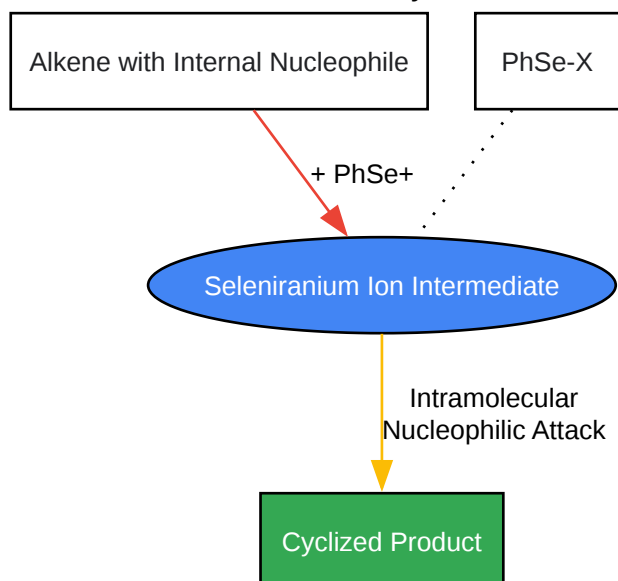 Alkene with Internal Nucleophile
PhSe-X
+ PhSe+
Seleniranium Ion Intermediate
Intramolecular
Nucleophilic Attack
Cyclized Product